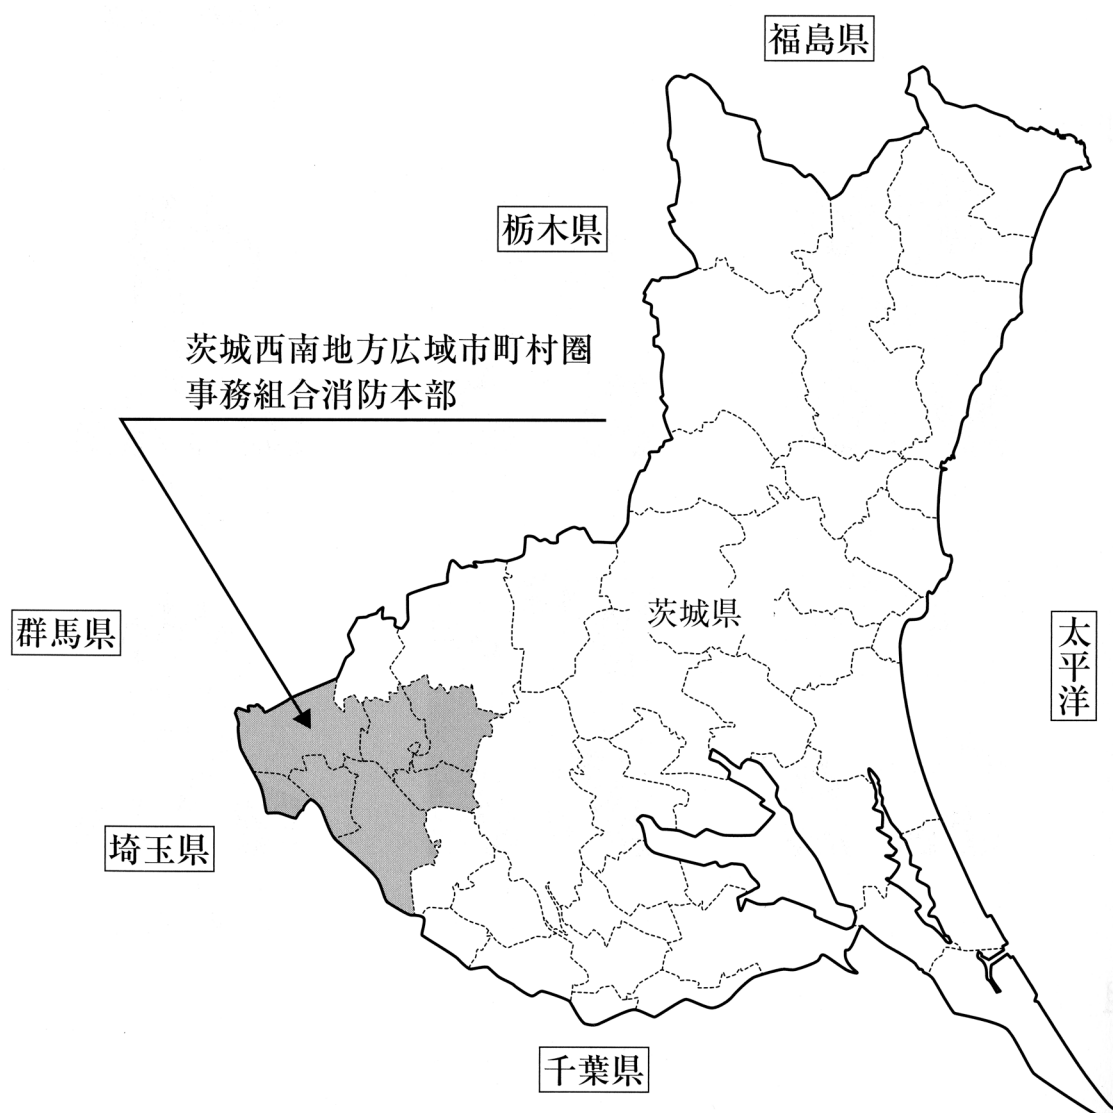 福島県
栃木県
茨城西南地方広域市町村圏
事務組合消防本部
群馬県
茨城県
太平洋
埼玉県
千葉県